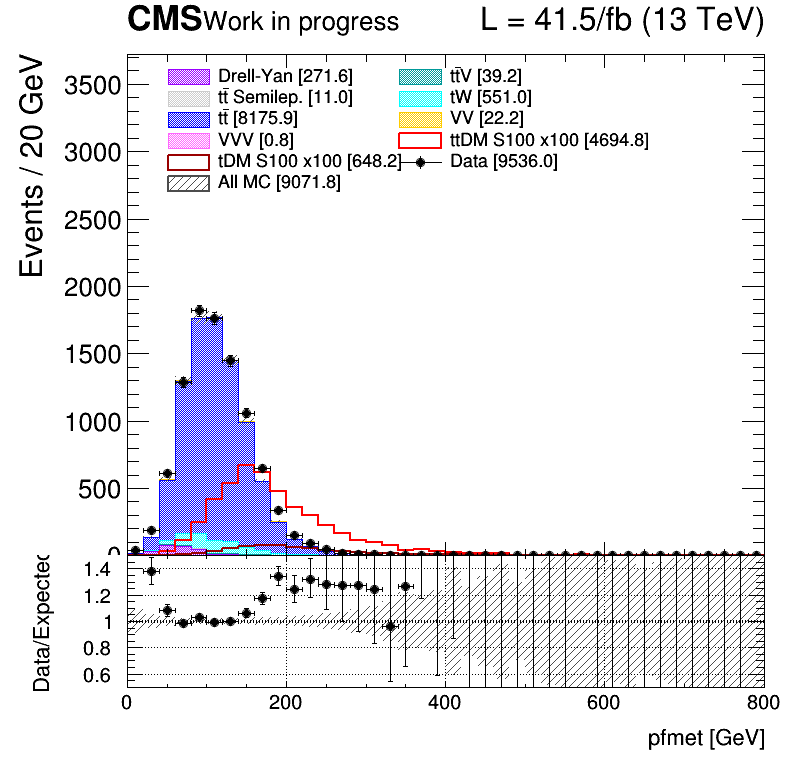 CMS Work in progress L = 41.5/fb (13 TeV)
Events / 20 GeV
3500
3000
2500
2000
1500
1000
500
0
Drell-Yan [271.6] tt̄V [39.2]
tt̄ Semilep. [11.0] tW [551.0]
tt̄ [8175.9] VV [22.2]
VVV [0.8] ttDM S100 x100 [4694.8]
tDM S100 x100 [648.2] Data [9536.0]
All MC [9071.8]
Data/Expected
1.4
1.2
1
0.8
0.6
0 200 400 600 800
pfmet [GeV]